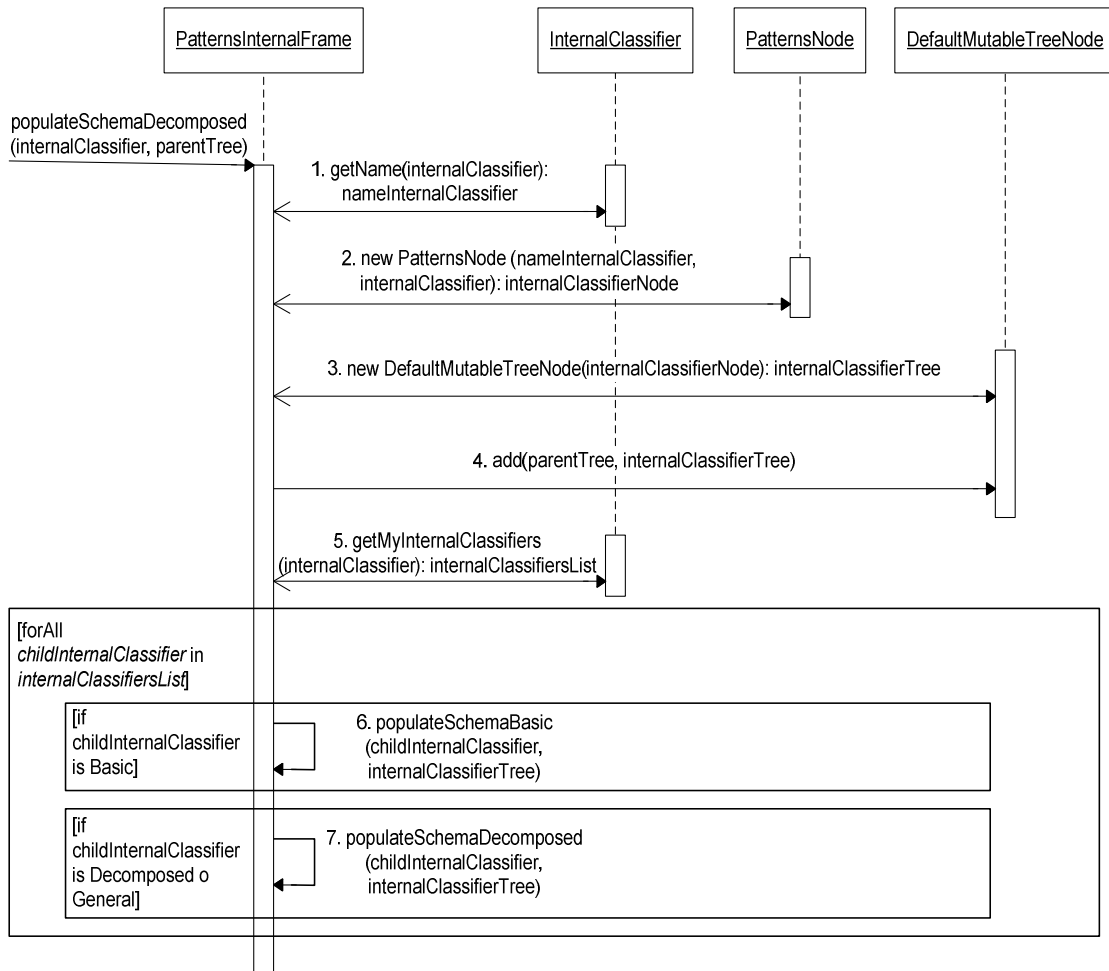 PatternsInternalFrame
InternalClassifier
PatternsNode
DefaultMutableTreeNode
populateSchemaDecomposed
(internalClassifier, parentTree)
1. getName(internalClassifier):
nameInternalClassifier
2. new PatternsNode (nameInternalClassifier,
internalClassifier): internalClassifierNode
3. new DefaultMutableTreeNode(internalClassifierNode): internalClassifierTree
4. add(parentTree, internalClassifierTree)
5. getMyInternalClassifiers
(internalClassifier): internalClassifiersList
[forAll
childInternalClassifier in
internalClassifiersList]
[if
childInternalClassifier
is Basic]
6. populateSchemaBasic
(childInternalClassifier,
internalClassifierTree)
[if
childInternalClassifier
is Decomposed o
General]
7. populateSchemaDecomposed
(childInternalClassifier,
internalClassifierTree)